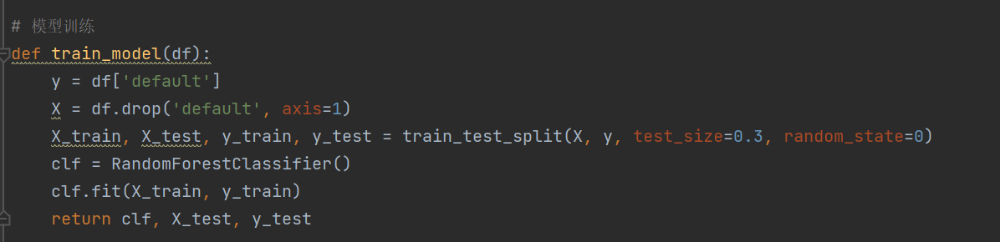 # 模型训练
def train_model(df):
    y = df['default']
    X = df.drop('default', axis=1)
    X_train, X_test, y_train, y_test = train_test_split(X, y, test_size=0.3, random_state=0)
    clf = RandomForestClassifier()
    clf.fit(X_train, y_train)
    return clf, X_test, y_test